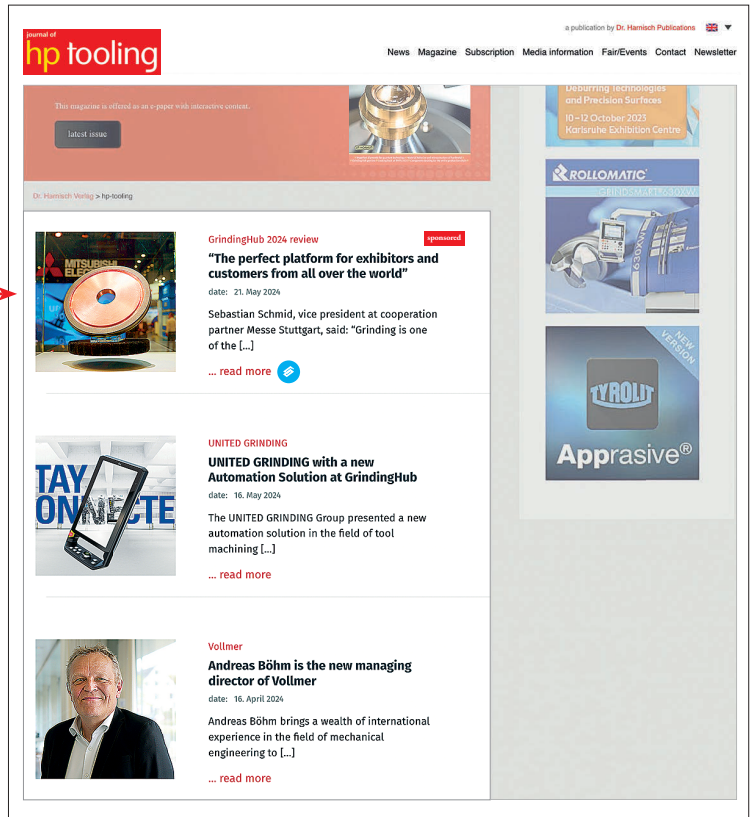 journal of
hp tooling
a publication by Dr. Harnisch Publications
News Magazine Subscription Media information Fair/Events Contact Newsletter
This magazine is offered as an e-paper with interactive content.
latest issue
Deburring Technologies
and Precision Surfaces
10–12 October 2023
Karlsruhe Exhibition Centre
ROLLOMATIC®
GRINDSMART®630XW
630XW
Dr. Harnisch Verlag > hp-tooling
MITSUBISHI
ELEC
GrindingHub 2024 review
sponsored
“The perfect platform for exhibitors and
customers from all over the world”
date: 21. May 2024
Sebastian Schmid, vice president at cooperation
partner Messe Stuttgart, said: “Grinding is one
of the [...]
... read more
NEW
VERSION
TYROLIT
Apprasive®
TAY
CONNECTE
UNITED GRINDING
UNITED GRINDING with a new
Automation Solution at GrindingHub
date: 16. May 2024
The UNITED GRINDING Group presented a new
automation solution in the field of tool
machining [...]
... read more
Vollmer
Andreas Böhm is the new managing
director of Vollmer
date: 16. April 2024
Andreas Böhm brings a wealth of international
experience in the field of mechanical
engineering to [...]
... read more